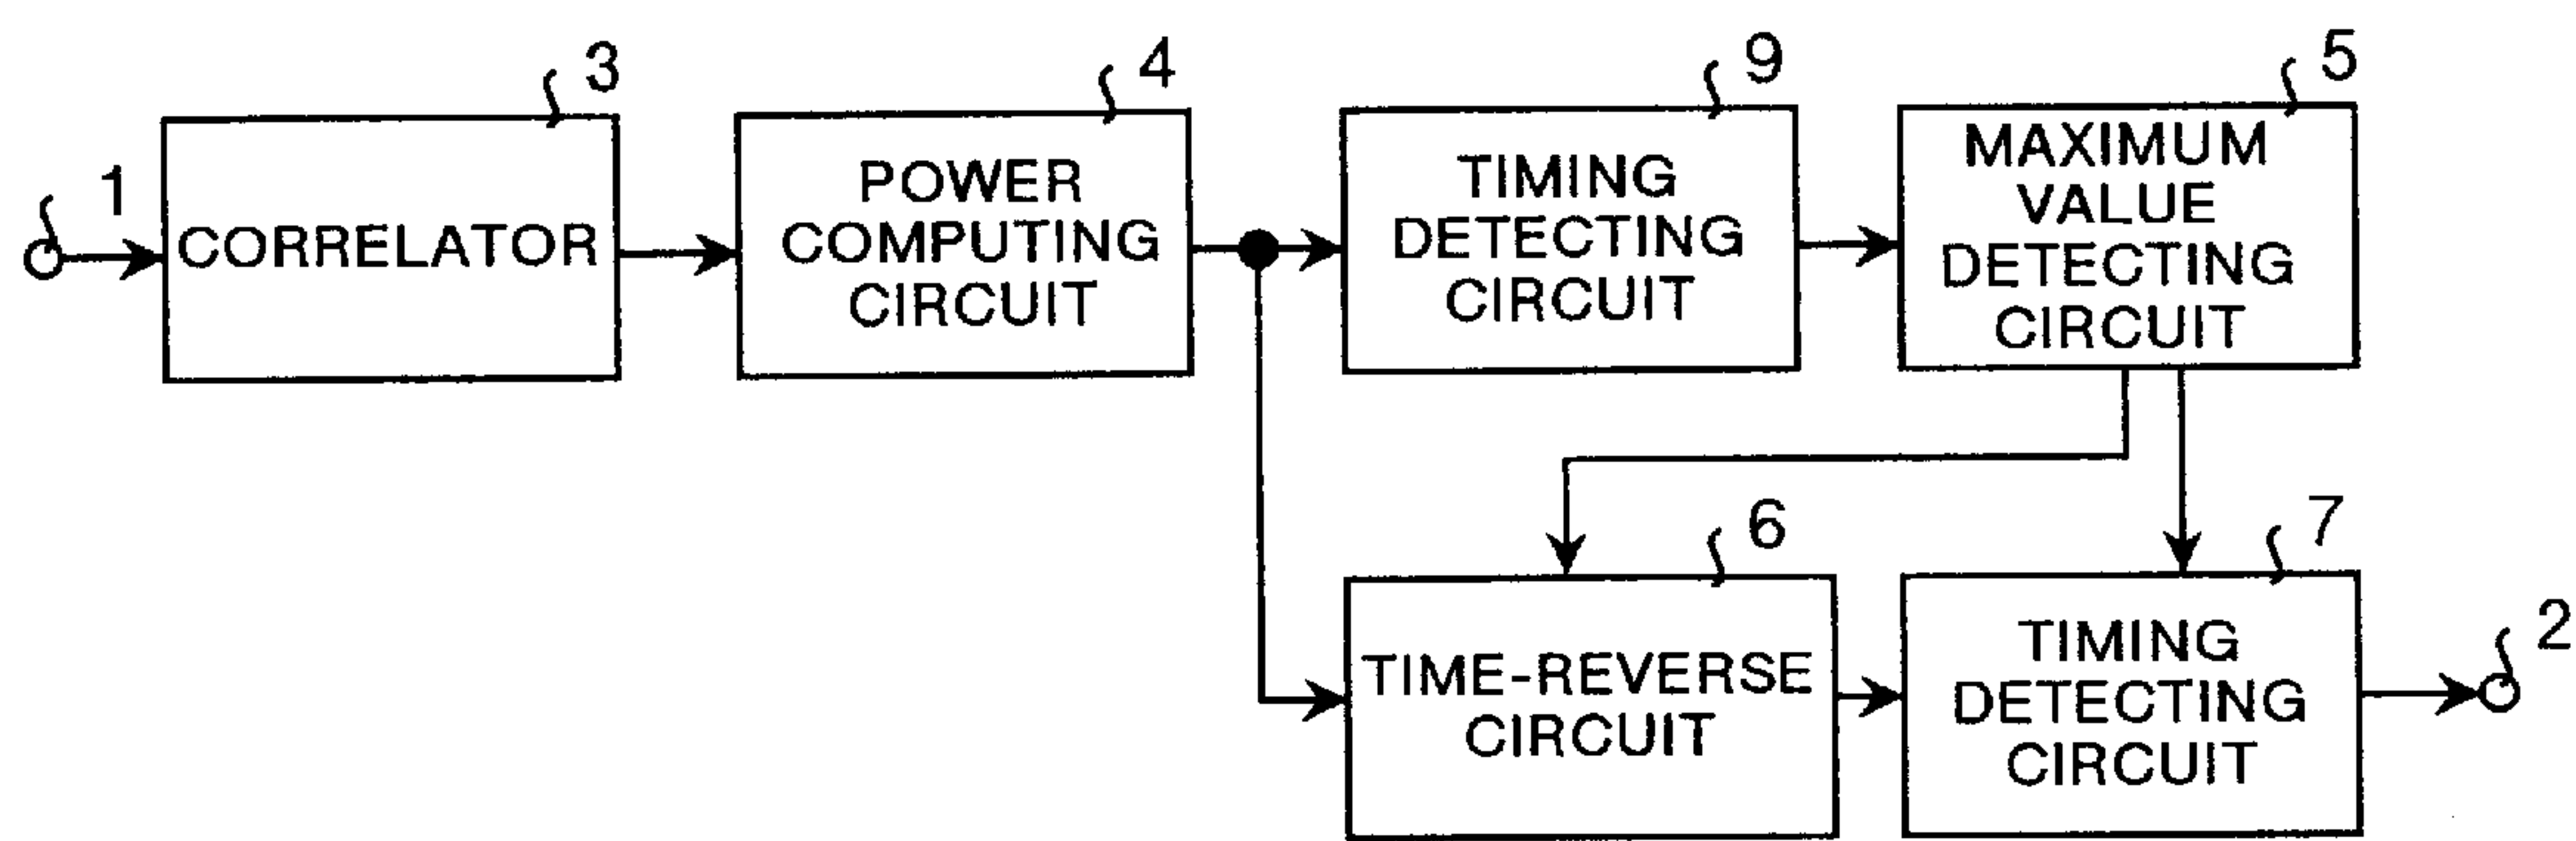 1
3
CORRELATOR
4
POWER
COMPUTING
CIRCUIT
9
TIMING
DETECTING
CIRCUIT
5
MAXIMUM
VALUE
DETECTING
CIRCUIT
6
TIME-REVERSE
CIRCUIT
7
TIMING
DETECTING
CIRCUIT
2